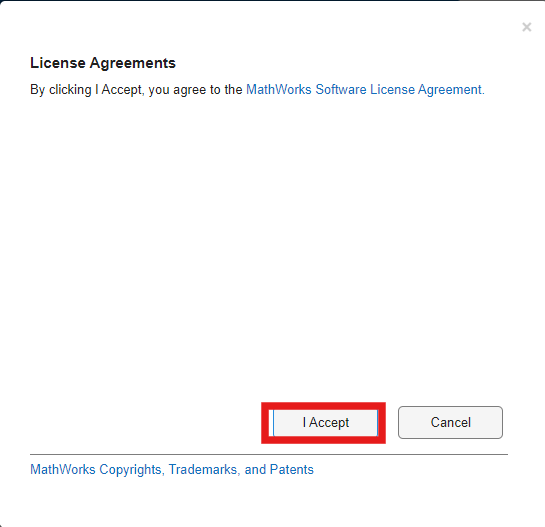 ×
License Agreements
By clicking I Accept, you agree to the MathWorks Software License Agreement.
I Accept
Cancel
MathWorks Copyrights, Trademarks, and Patents